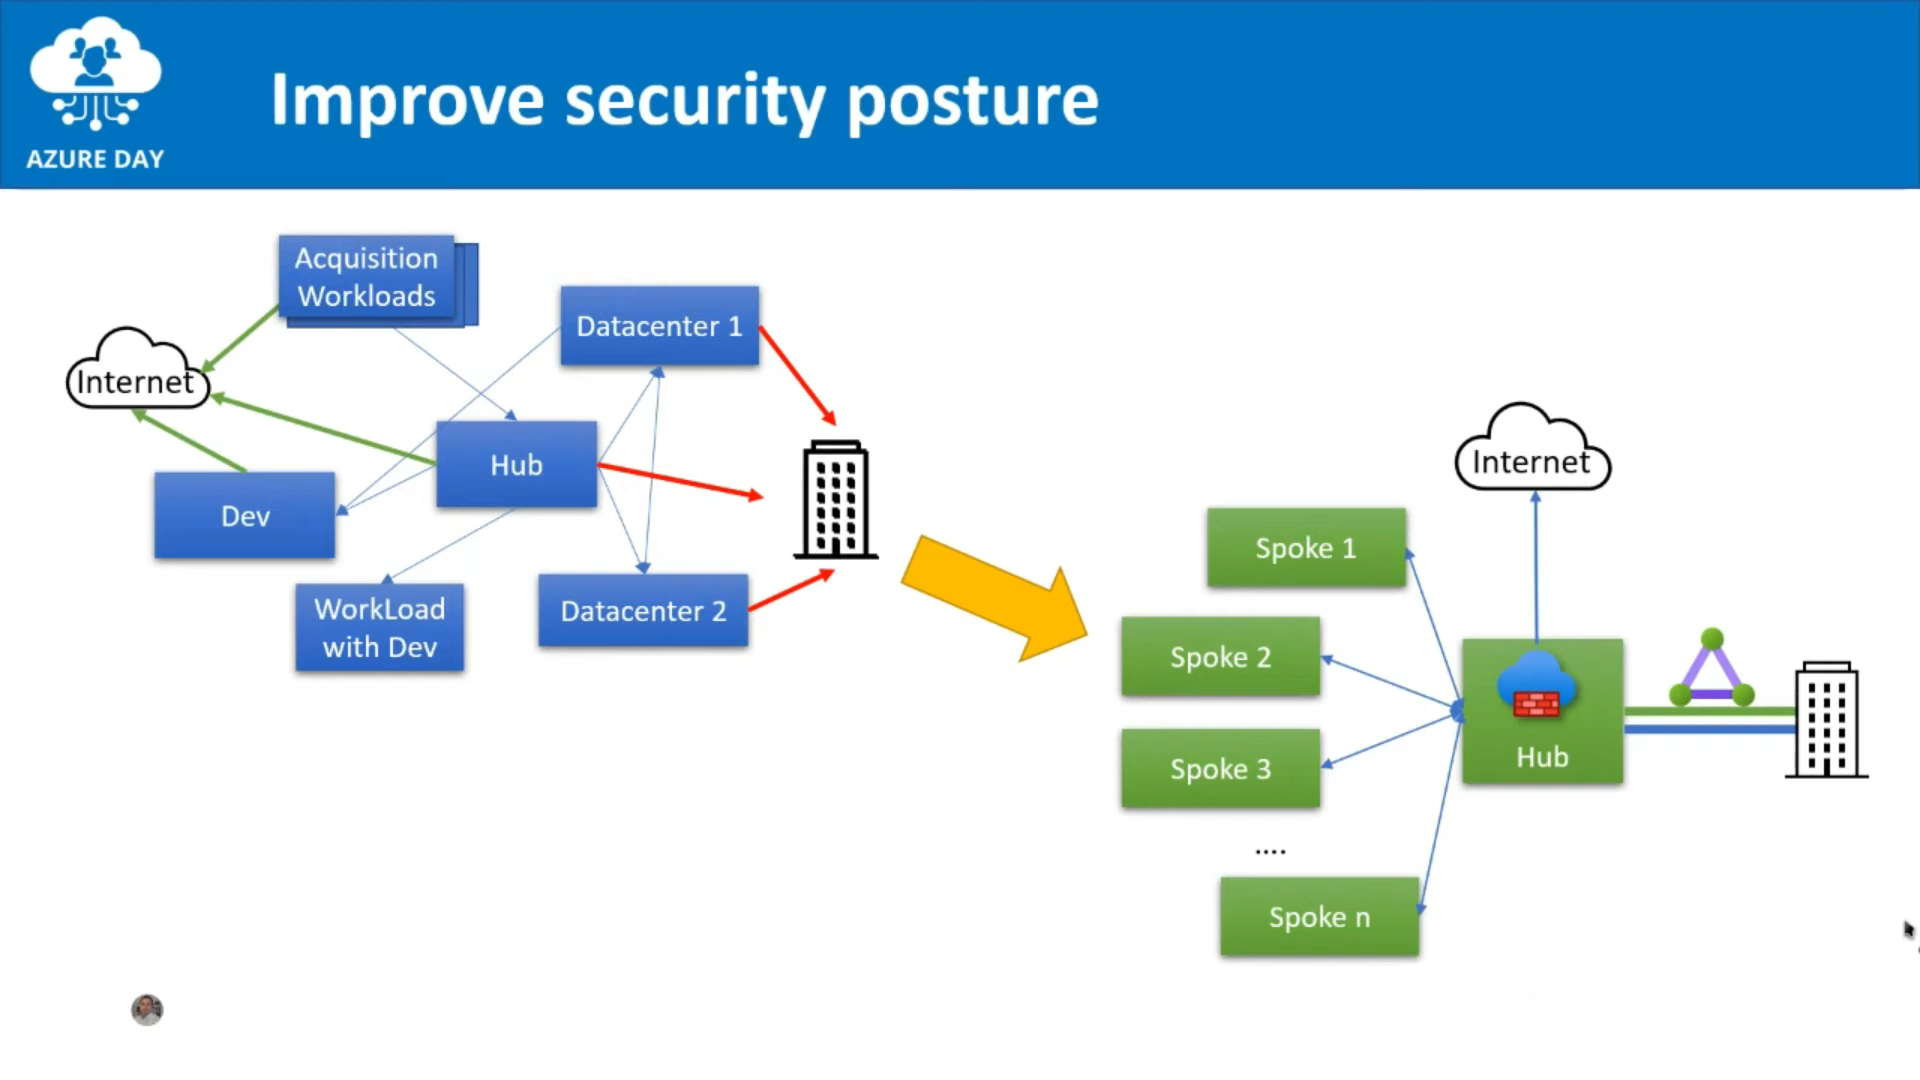 AZURE DAY
Improve security posture
Acquisition
Workloads
Datacenter 1
Internet
Hub
Dev
WorkLoad
with Dev
Datacenter 2
Internet
Spoke 1
Spoke 2
Spoke 3
Hub
....
Spoke n